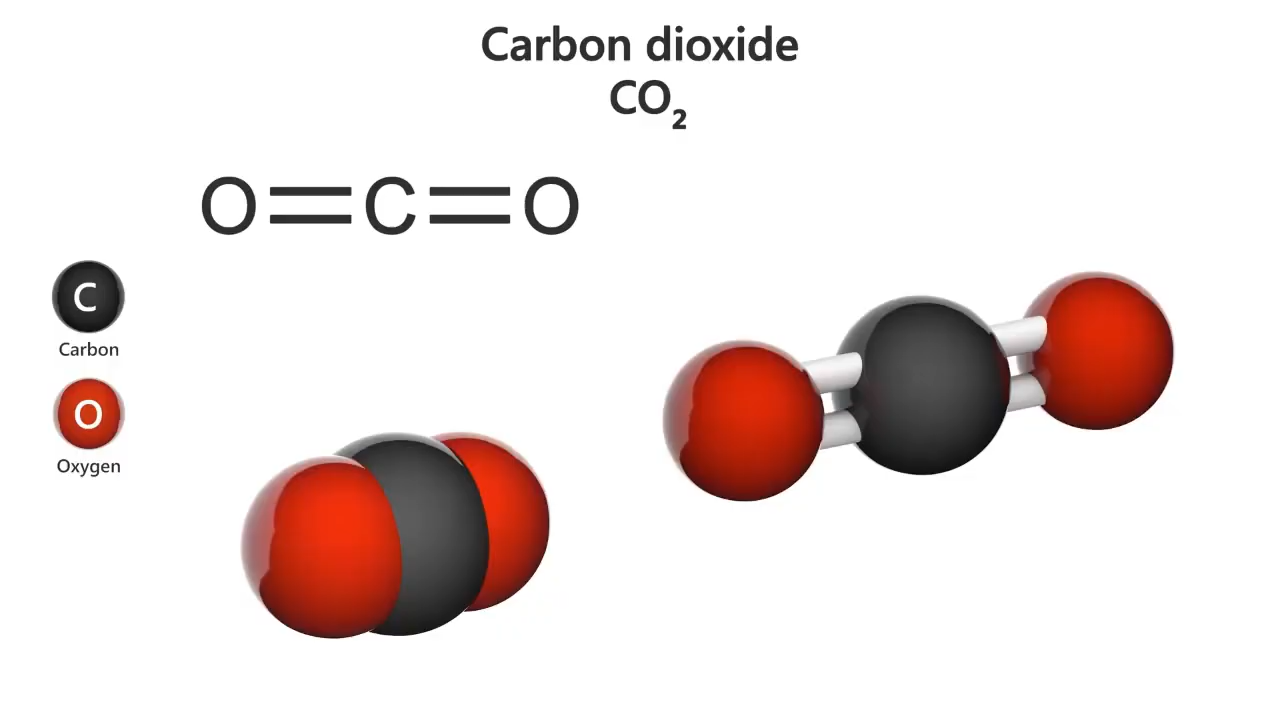 Carbon dioxide
CO₂
O=C=O
C
Carbon
O
Oxygen